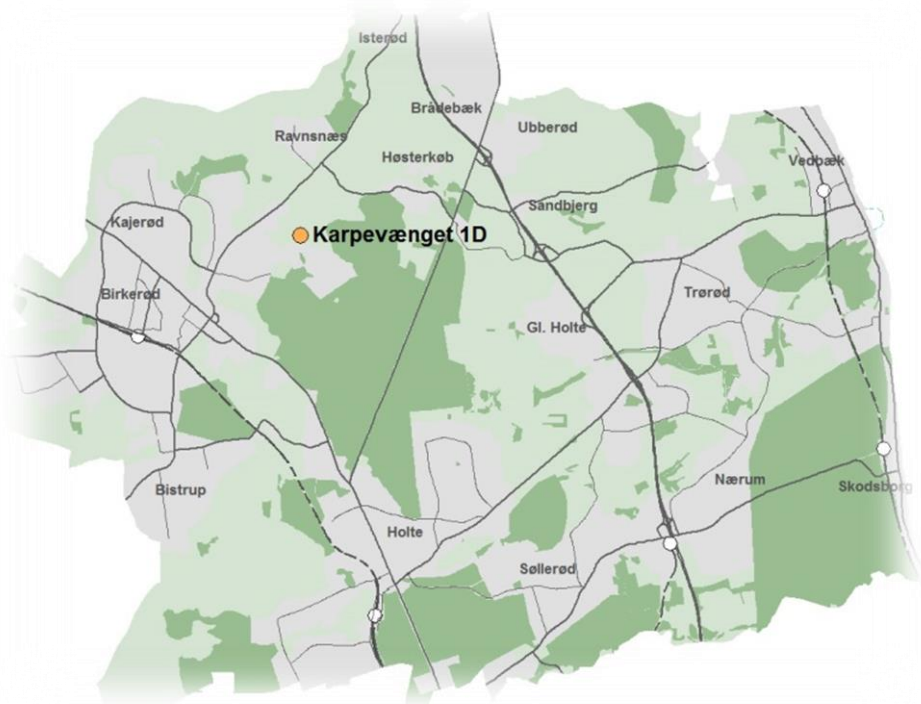 Isterød
Brådebæk
Ravnsnæs
Ubberød
Høsterkøb
Vedbæk
Sandbjerg
Kajerød
Karpevænget 1D
Birkerød
Trørød
Gl. Holte
Nærum
Bistrup
Skodsborg
Holte
Søllerød